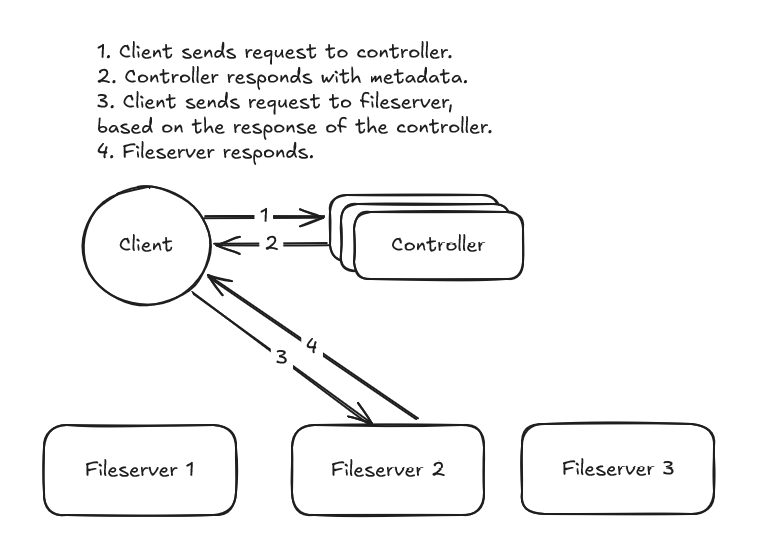 1. Client sends request to controller.
2. Controller responds with metadata.
3. Client sends request to fileserver,
based on the response of the controller.
4. Fileserver responds.
1
Client
2
Controller
4
3
Fileserver 1
Fileserver 2
Fileserver 3